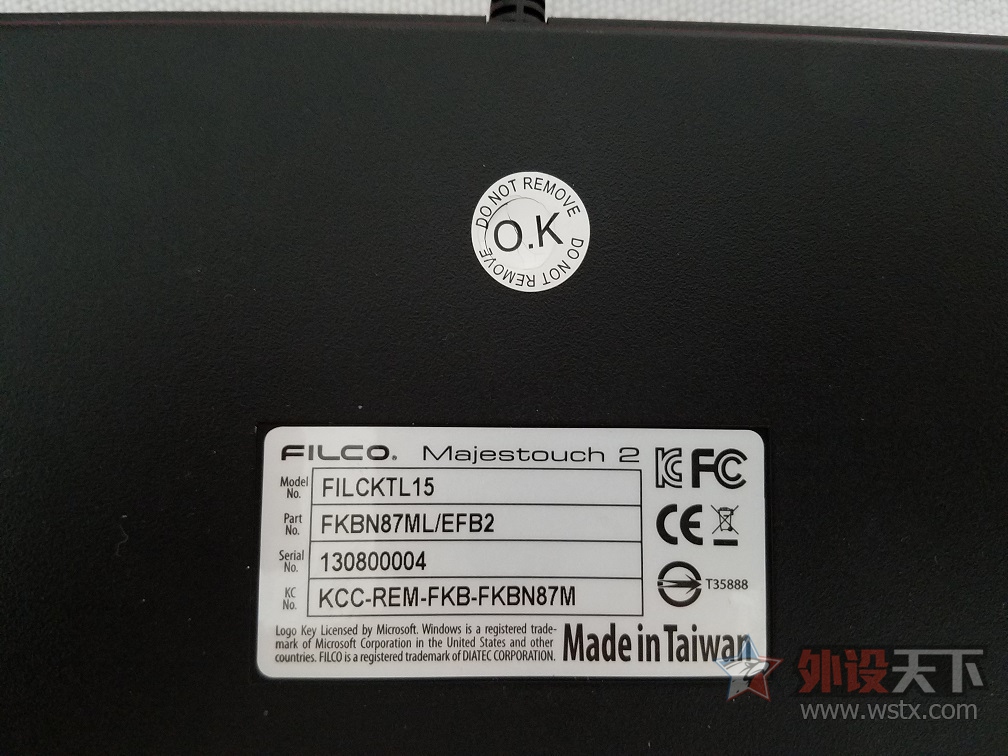 DO NOT REMOVE
O.K
DO NOT REMOVE
FILCO. Majestouch 2
FC
Model No. FILCKTL15
Part No. FKBN87ML/EFB2
CE
Serial No. 130800004
T35888
KC No. KCC-REM-FKB-FKBN87M
Logo Key Licensed by Microsoft. Windows is a registered trade-
mark of Microsoft Corporation in the United States and other
countries. FILCO is a registered trademark of DIATEC CORPORATION.
Made in Taiwan
外设天下
www.wstx.com